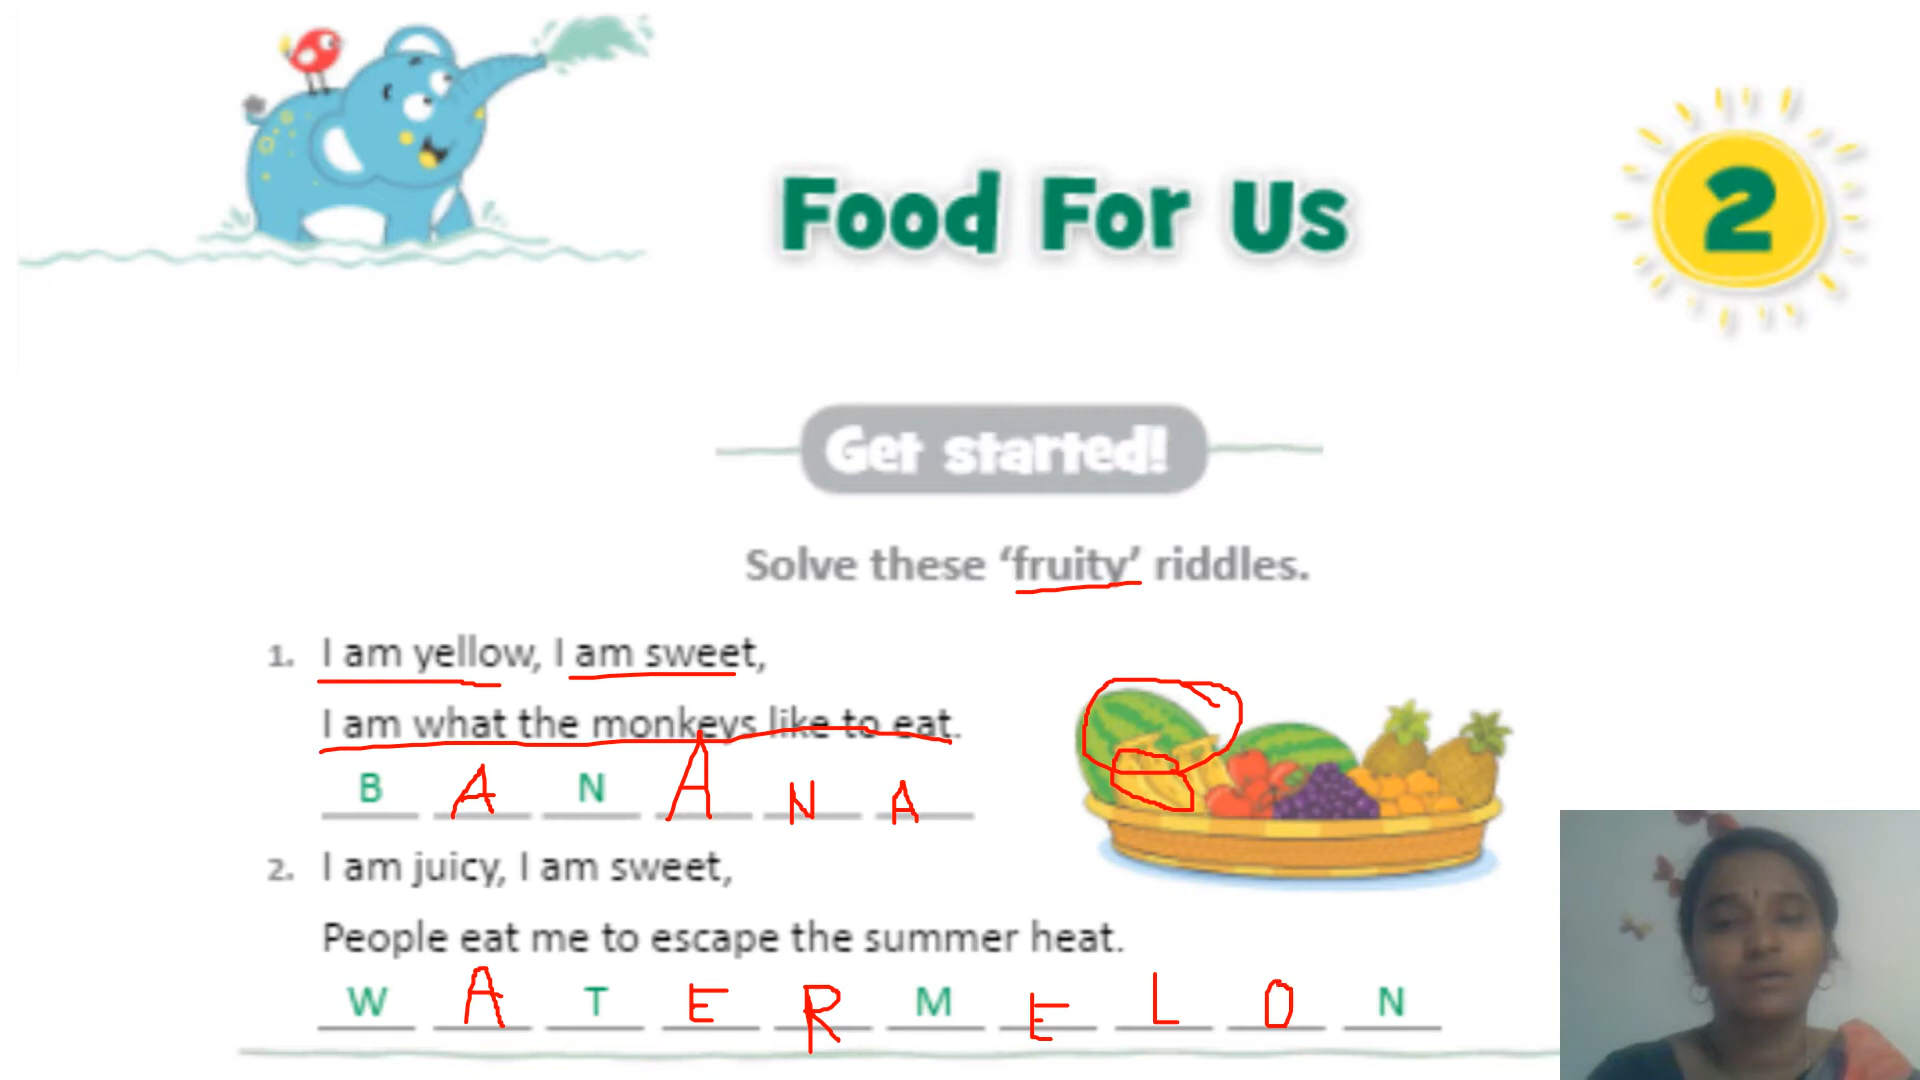 Food For Us
2
Get started!
Solve these ‘fruity’ riddles.
1. I am yellow, I am sweet,
I am what the monkeys like to eat.
B A N A N A
2. I am juicy, I am sweet,
People eat me to escape the summer heat.
W A T E R M E L O N